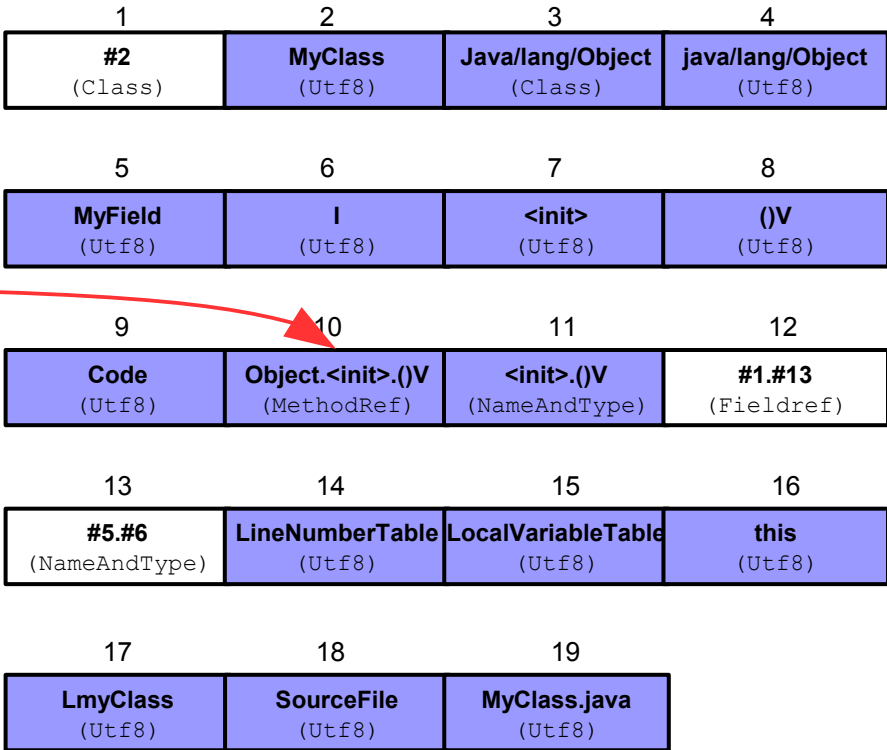 1 2 3 4
#2 MyClass Java/lang/Object java/lang/Object
(Class) (Utf8) (Class) (Utf8)
5 6 7 8
MyField I <init> ()V
(Utf8) (Utf8) (Utf8) (Utf8)
9 10 11 12
Code Object.<init>.()V <init>.()V #1.#13
(Utf8) (MethodRef) (NameAndType) (Fieldref)
13 14 15 16
#5.#6 LineNumberTable LocalVariableTable this
(NameAndType) (Utf8) (Utf8) (Utf8)
17 18 19
LmyClass SourceFile MyClass.java
(Utf8) (Utf8) (Utf8)